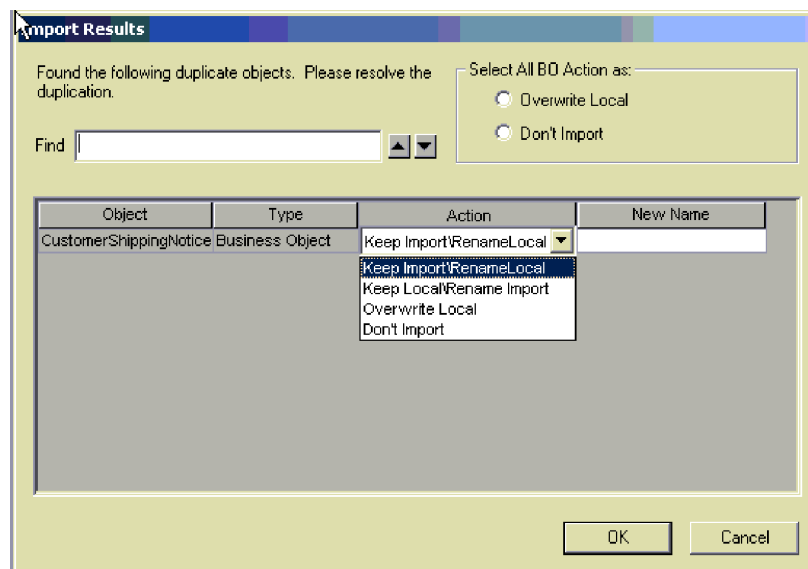 Import Results
Found the following duplicate objects. Please resolve the
duplication.
Find
Select All BO Action as:
Overwrite Local
Don't Import
Object Type Action New Name
CustomerShippingNotice Business Object Keep Import\RenameLocal
Keep Import\RenameLocal
Keep Local\Rename Import
Overwrite Local
Don't Import
OK Cancel